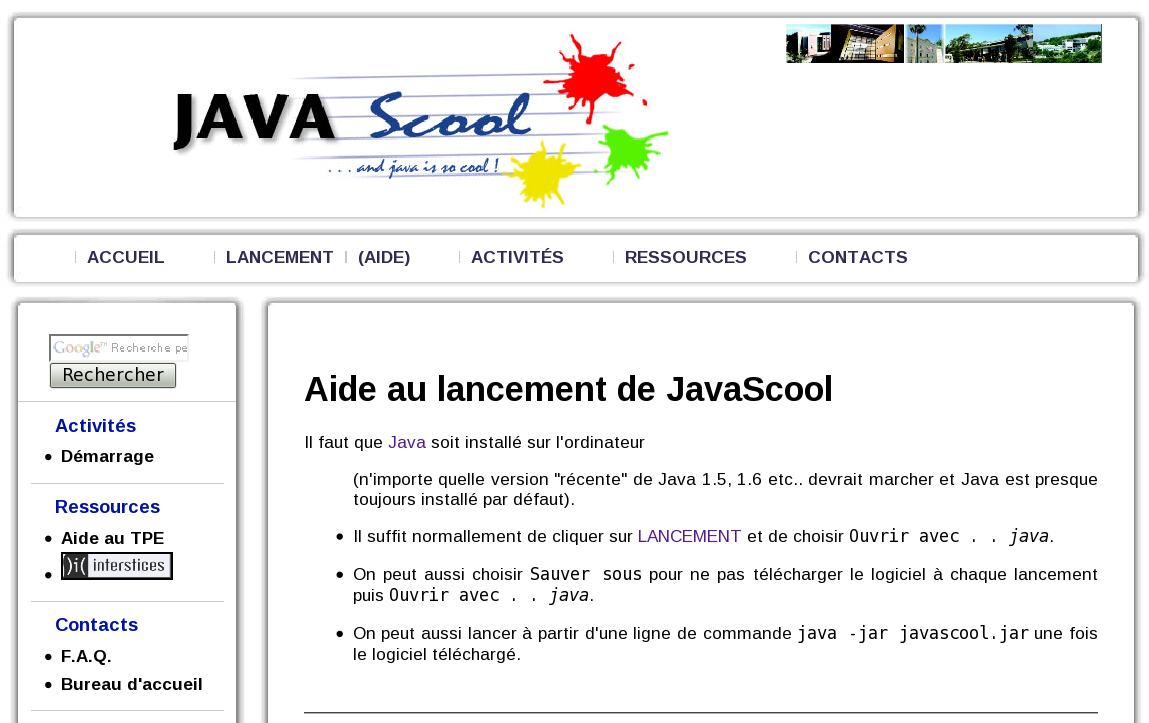 JAVA Scool
. . . and java is so cool !
ACCUEIL LANCEMENT (AIDE) ACTIVITÉS RESSOURCES CONTACTS
Google™ Recherche pe
Rechercher
Activités
Démarrage
Ressources
Aide au TPE
)i( interstices
Contacts
F.A.Q.
Bureau d'accueil
Aide au lancement de JavaScool
Il faut que Java soit installé sur l'ordinateur
(n'importe quelle version "récente" de Java 1.5, 1.6 etc.. devrait marcher et Java est presque
toujours installé par défaut).
Il suffit normallement de cliquer sur LANCEMENT et de choisir Ouvrir avec . . java.
On peut aussi choisir Sauver sous pour ne pas télécharger le logiciel à chaque lancement
puis Ouvrir avec . . java.
On peut aussi lancer à partir d'une ligne de commande java -jar javascool.jar une fois
le logiciel téléchargé.